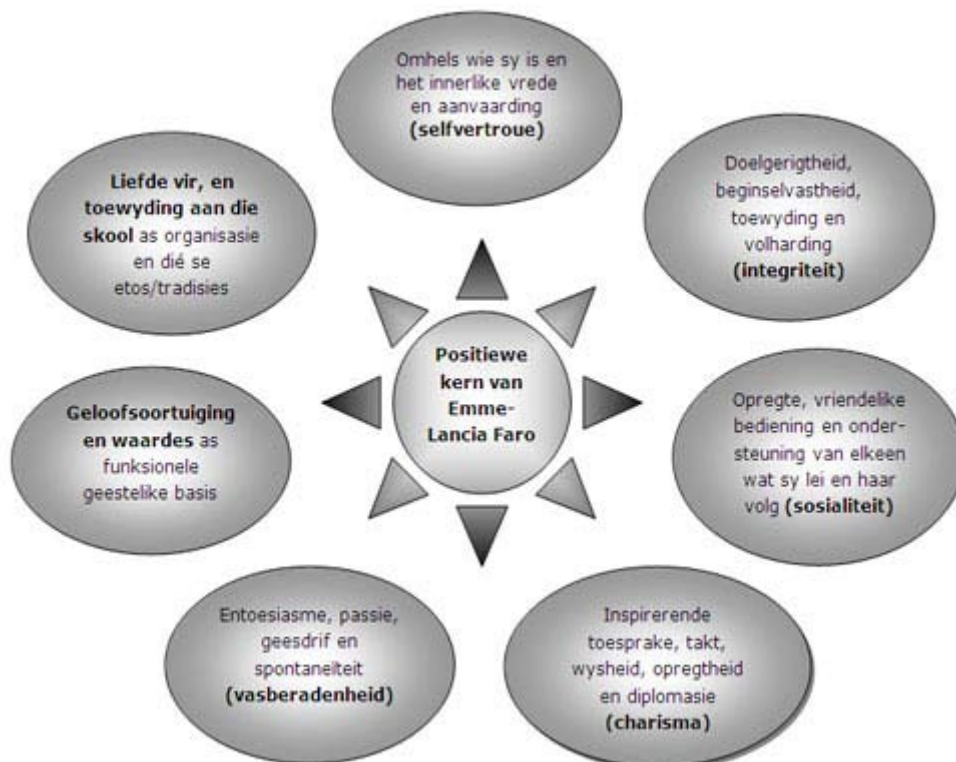 Omhels wie sy is en
het innerlike vrede
en aanvaarding
(selfvertroue)
Doelgerigtheid,
beginselvastheid,
toewyding en
volharding
(integriteit)
Opregte, vriendelike
bediening en onder-
steuning van elkeen
wat sy lei en haar
volg (sosialiteit)
Inspirerende
toesprake, takt,
wysheid, opregtheid
en diplomasie
(charisma)
Entoesiasme, passie,
geesdrif en
spontaneïteit
(vasberadenheid)
Geloofsoortuiging
en waardes as
funksionele
geestelike basis
Liefde vir, en
toewyding aan die
skool as organisasie
en dié se
etos/tradisies
Positiewe
kern van
Emme-
Lancia Faro